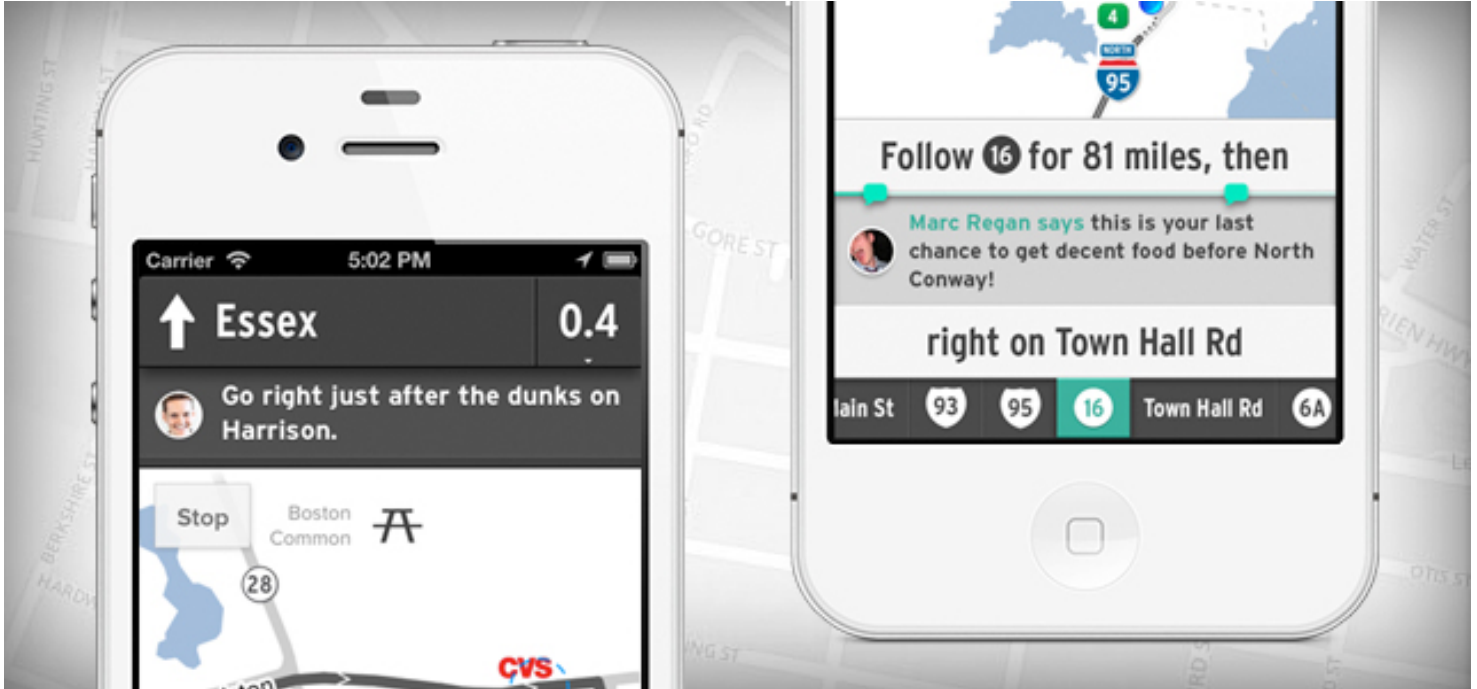 HUNTING ST
GORE ST
BERKSHIRE ST
WATER ST
OTIS ST
Carrier
5:02 PM
Essex
0.4
Go right just after the dunks on
Harrison.
Stop
Boston
Common
28
CVS
4
NORTH
95
Follow 16 for 81 miles, then
Marc Regan says this is your last
chance to get decent food before North
Conway!
right on Town Hall Rd
ain St 93 95 16 Town Hall Rd 6A